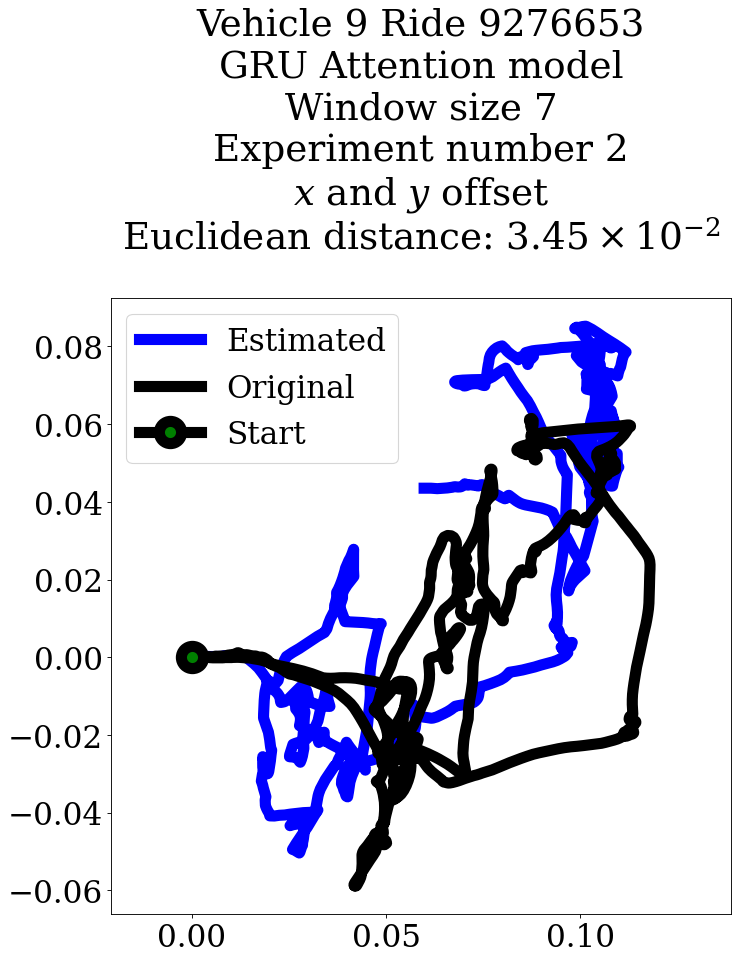 Vehicle 9 Ride 9276653
GRU Attention model
Window size 7
Experiment number 2
x and y offset
Euclidean distance: 3.45 × 10⁻²
Estimated
Original
Start
0.08
0.06
0.04
0.02
0.00
−0.02
−0.04
−0.06
0.00 0.05 0.10